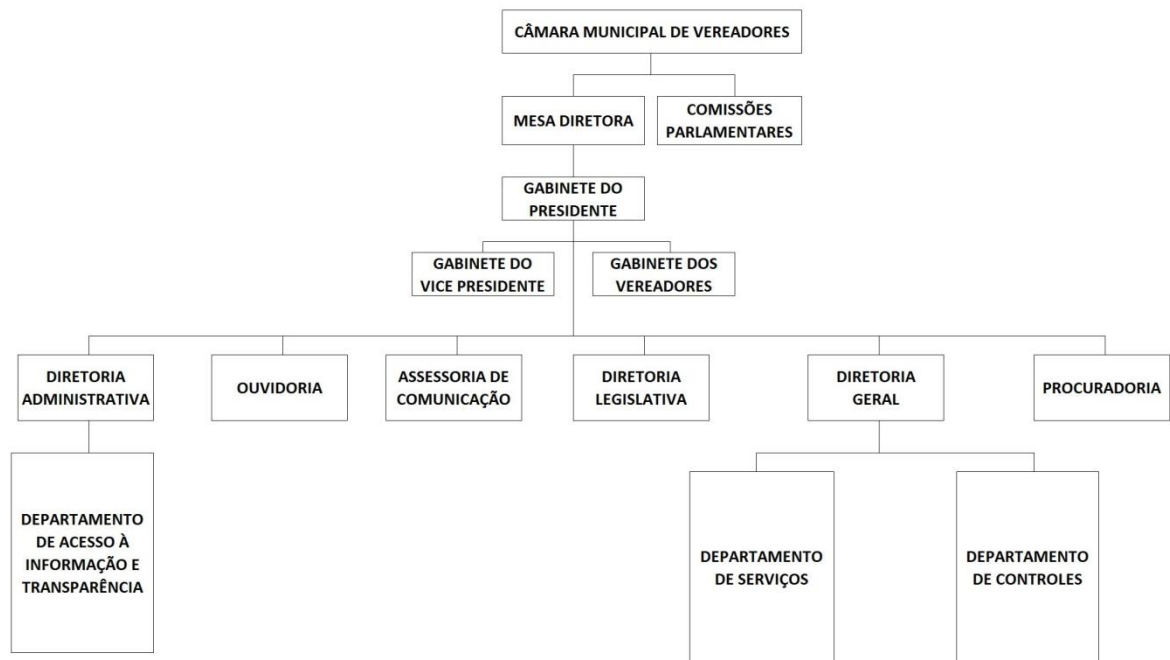 CÂMARA MUNICIPAL DE VEREADORES
MESA DIRETORA
COMISSÕES
PARLAMENTARES
GABINETE DO
PRESIDENTE
GABINETE DO
VICE PRESIDENTE
GABINETE DOS
VEREADORES
DIRETORIA
ADMINISTRATIVA
OUVIDORIA
ASSESSORIA DE
COMUNICAÇÃO
DIRETORIA
LEGISLATIVA
DIRETORIA
GERAL
PROCURADORIA
DEPARTAMENTO
DE ACESSO À
INFORMAÇÃO E
TRANSPARÊNCIA
DEPARTAMENTO
DE SERVIÇOS
DEPARTAMENTO
DE CONTROLES